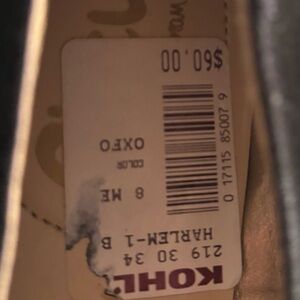 KOHL
219 30 34
HARLEM-1 B
8 ME
COLOR
OXFO
0 17115 85007 9
$60.00